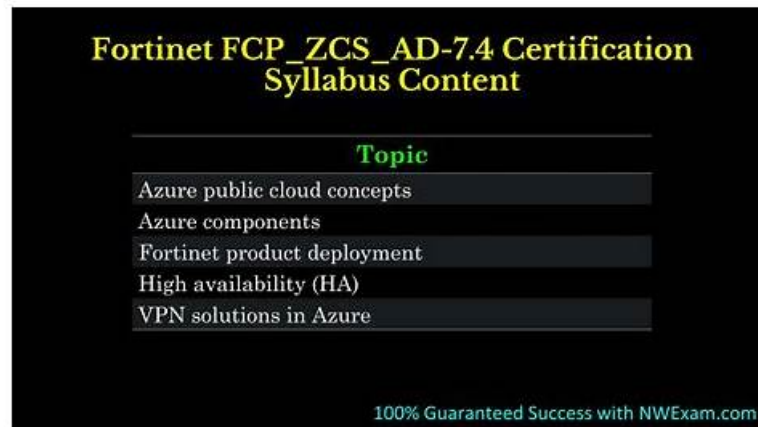 Fortinet FCP_ZCS_AD-7.4 Certification
Syllabus Content
Topic
Azure public cloud concepts
Azure components
Fortinet product deployment
High availability (HA)
VPN solutions in Azure
100% Guaranteed Success with NWExam.com